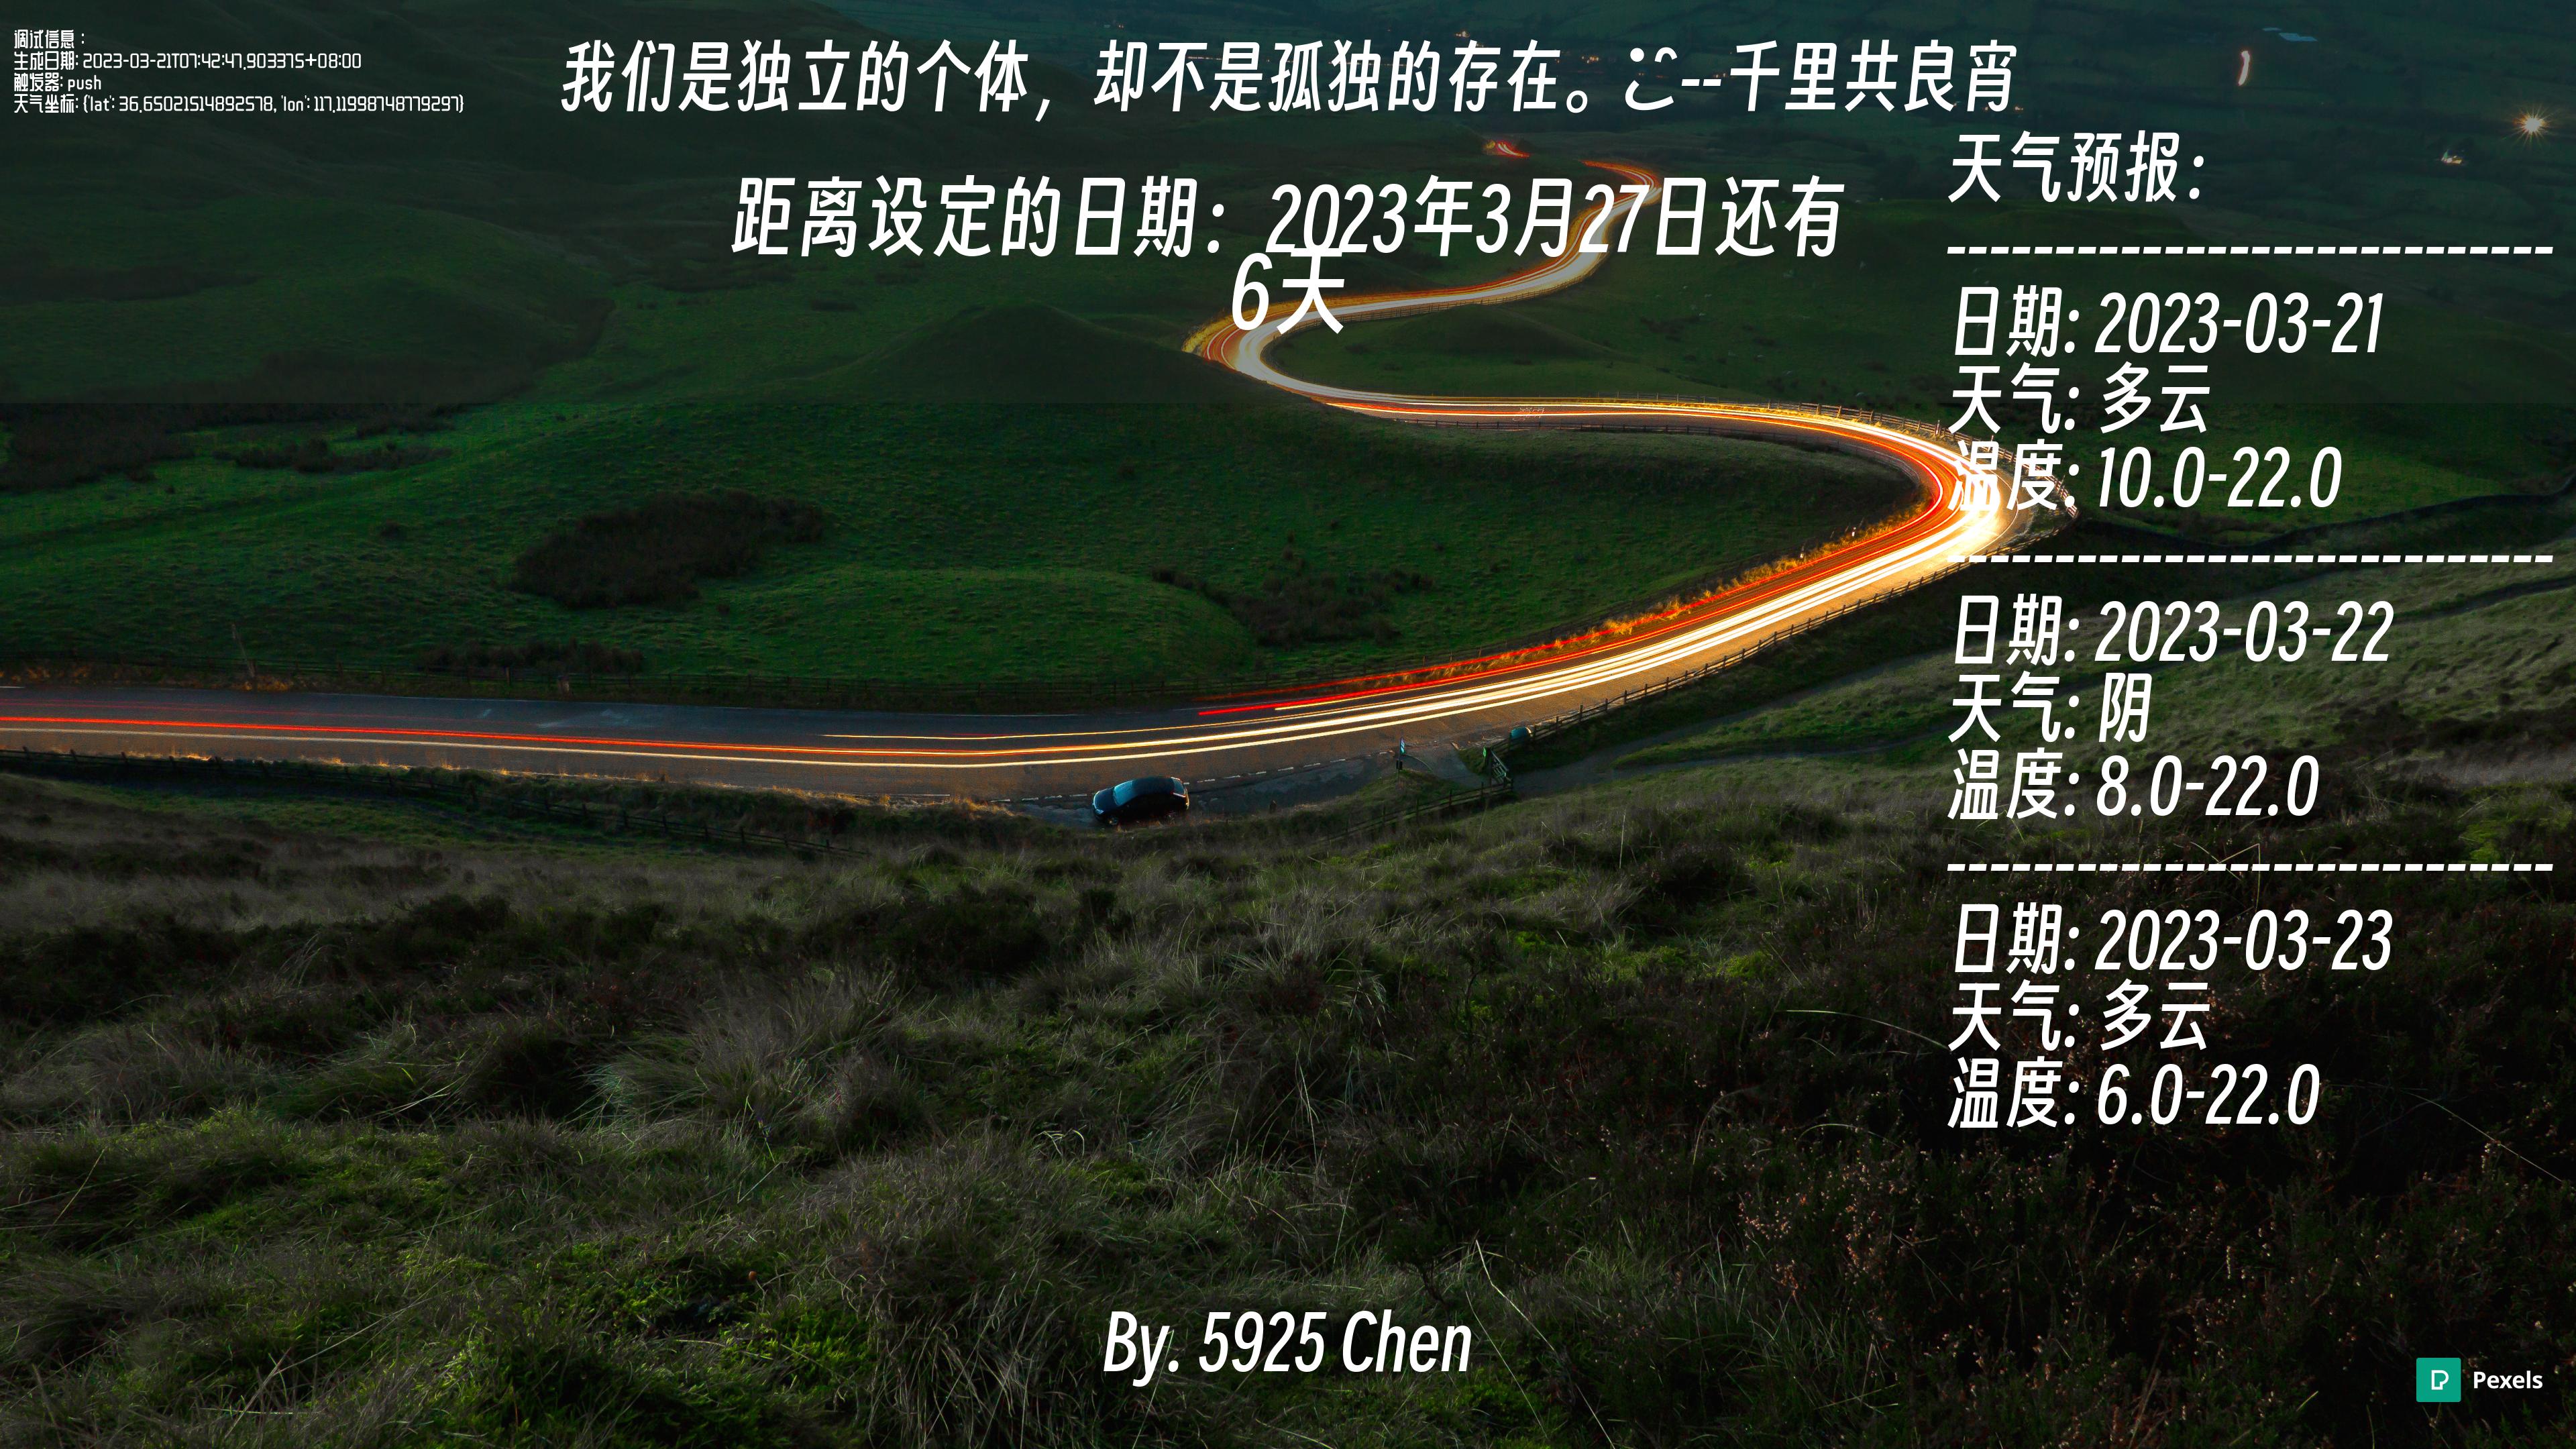 调试信息：
生成日期: 2023-03-21T07:42:47.903375+08:00
触发器: push
天气坐标: {'lat': 36.65021514892578, 'lon': 117.11998748779297}
我们是独立的个体，却不是孤独的存在。--千里共良宵
距离设定的日期：2023年3月27日还有
6天
天气预报：
----------------------------
日期: 2023-03-21
天气: 多云
温度: 10.0-22.0
----------------------------
日期: 2023-03-22
天气: 阴
温度: 8.0-22.0
----------------------------
日期: 2023-03-23
天气: 多云
温度: 6.0-22.0
By. 5925 Chen
Pexels